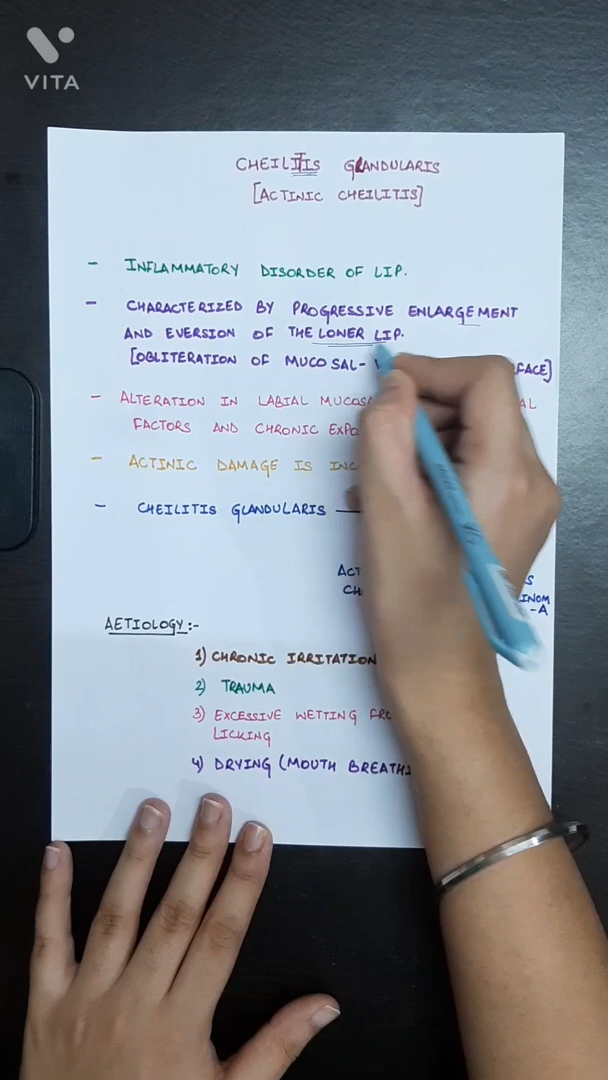 VITA
CHEILITIS GLANDULARIS
[ACTINIC CHEILITIS]
- INFLAMMATORY DISORDER OF LIP.
- CHARACTERIZED BY PROGRESSIVE ENLARGEMENT
AND EVERSION OF THE LOWER LIP.
[OBLITERATION OF MUCOSAL- FACE]
- ALTERATION IN LABIAL
FACTORS AND CHRONIC
- ACTINIC DAMAGE IS
- CHEILITIS GLANDULARIS
-A
AETIOLOGY:-
1) CHRONIC IRRITATION
2) TRAUMA
3) EXCESSIVE WETTING
LICKING
4) DRYING (MOUTH